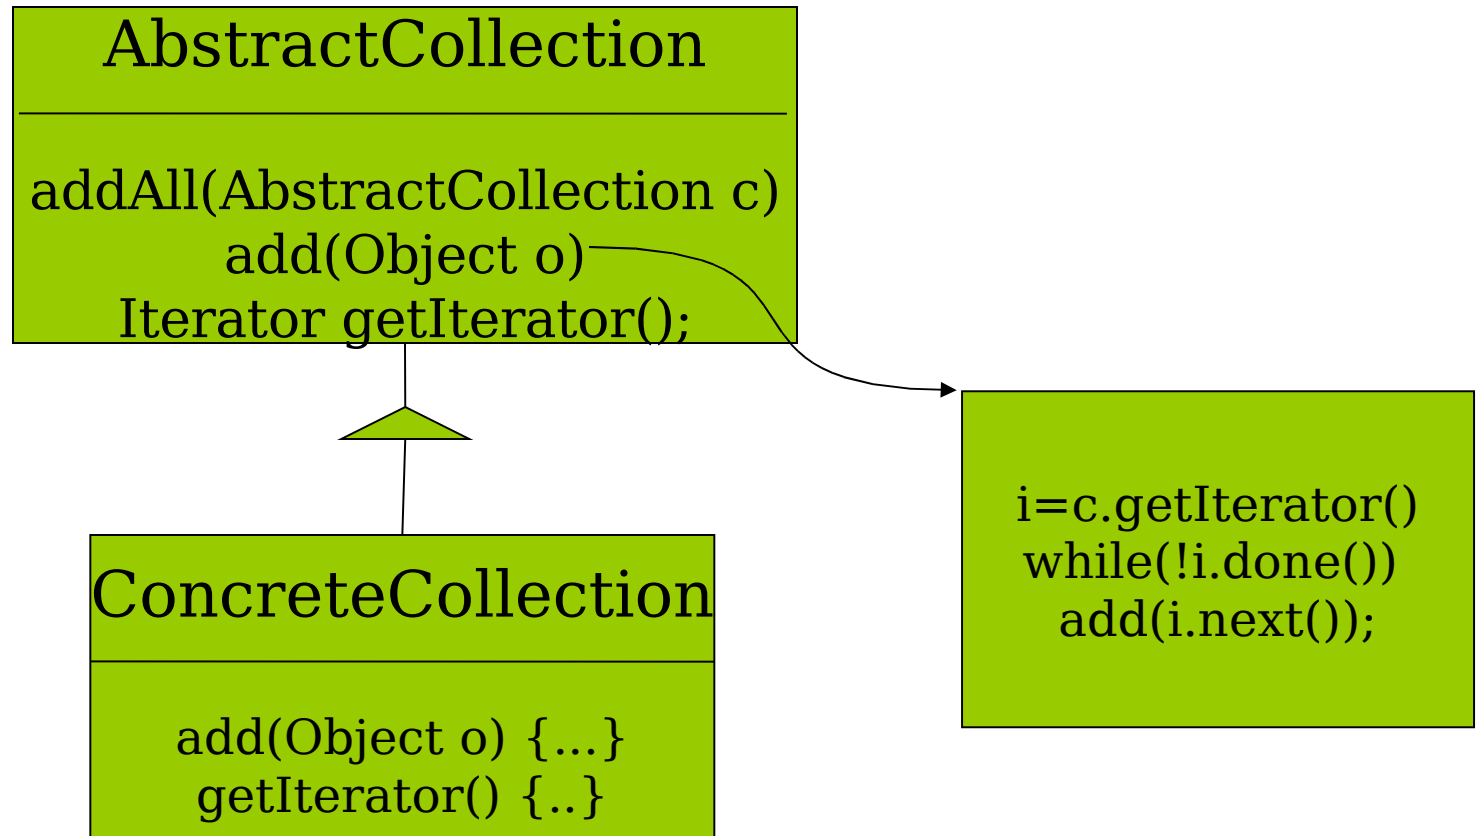 AbstractCollection
addAll(AbstractCollection c)
add(Object o)
Iterator getIterator();
ConcreteCollection
add(Object o) {...}
getIterator() {..}
i=c.getIterator()
while(!i.done())
add(i.next());